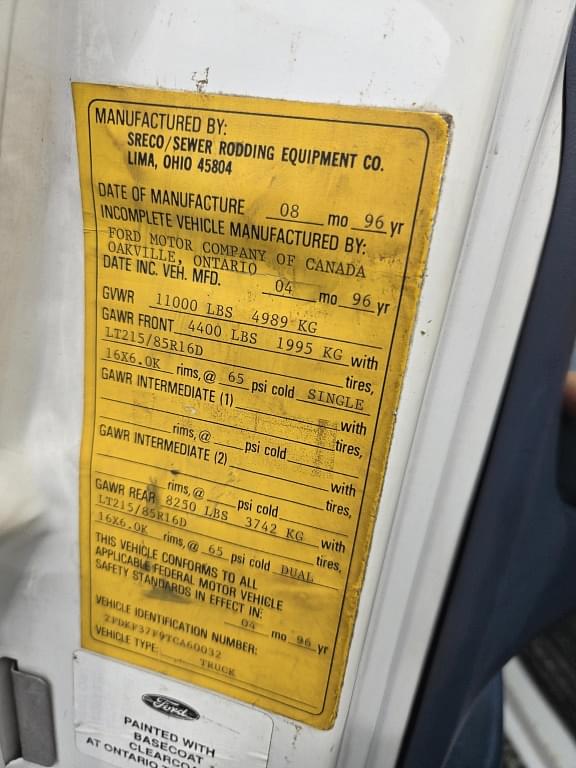 MANUFACTURED BY:
SRECO/SEWER RODDING EQUIPMENT CO.
LIMA, OHIO 45804
DATE OF MANUFACTURE 08 mo 96 yr
INCOMPLETE VEHICLE MANUFACTURED BY:
FORD MOTOR COMPANY OF CANADA
OAKVILLE, ONTARIO
DATE INC. VEH. MFD. 04 mo 96 yr
GVWR 11000 LBS 4989 KG
GAWR FRONT 4400 LBS 1995 KG with
LT215/85R16D tires,
16X6.0K rims,@ 65 psi cold SINGLE
GAWR INTERMEDIATE (1) with
tires,
rims,@ psi cold
GAWR INTERMEDIATE (2) with
tires,
rims,@ psi cold
GAWR REAR 8250 LBS 3742 KG with
LT215/85R16D tires,
16X6.0K rims,@ 65 psi cold DUAL
THIS VEHICLE CONFORMS TO ALL
APPLICABLE FEDERAL MOTOR VEHICLE
SAFETY STANDARDS IN EFFECT IN:
04 mo 96 yr
VEHICLE IDENTIFICATION NUMBER:
2FDKF37F9TCA60032
VEHICLE TYPE: TRUCK
Ford
PAINTED WITH
BASECOAT
CLEARCOA
AT ONTARIO